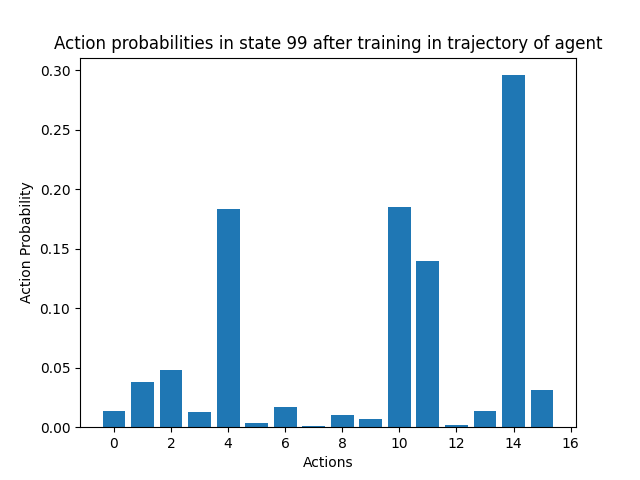 Action probabilities in state 99 after training in trajectory of agent
0.30
0.25
0.20
0.15
0.10
0.05
0.00
Action Probability
0 2 4 6 8 10 12 14 16
Actions